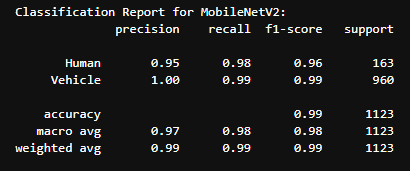 Classification Report for MobileNetV2:
precision recall f1-score support
Human 0.95 0.98 0.96 163
Vehicle 1.00 0.99 0.99 960
accuracy 0.99 1123
macro avg 0.97 0.98 0.98 1123
weighted avg 0.99 0.99 0.99 1123